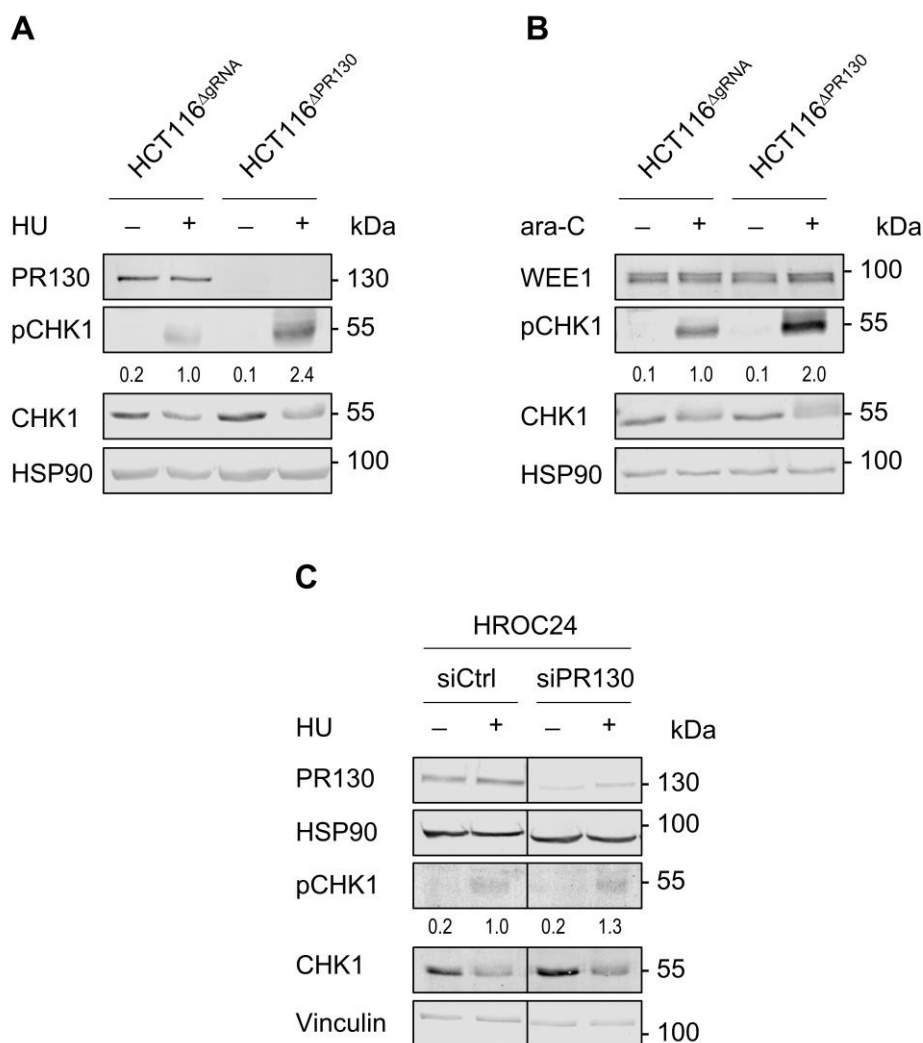 A
HCT116ΔgRNA HCT116ΔPR130
HU – + – + kDa
PR130 130
pCHK1 55
0.2 1.0 0.1 2.4
CHK1 55
HSP90 100
B
HCT116ΔgRNA HCT116ΔPR130
ara-C – + – + kDa
WEE1 100
pCHK1 55
0.1 1.0 0.1 2.0
CHK1 55
HSP90 100
C
HROC24
siCtrl siPR130
HU – + – + kDa
PR130 130
HSP90 100
pCHK1 55
0.2 1.0 0.2 1.3
CHK1 55
Vinculin 100